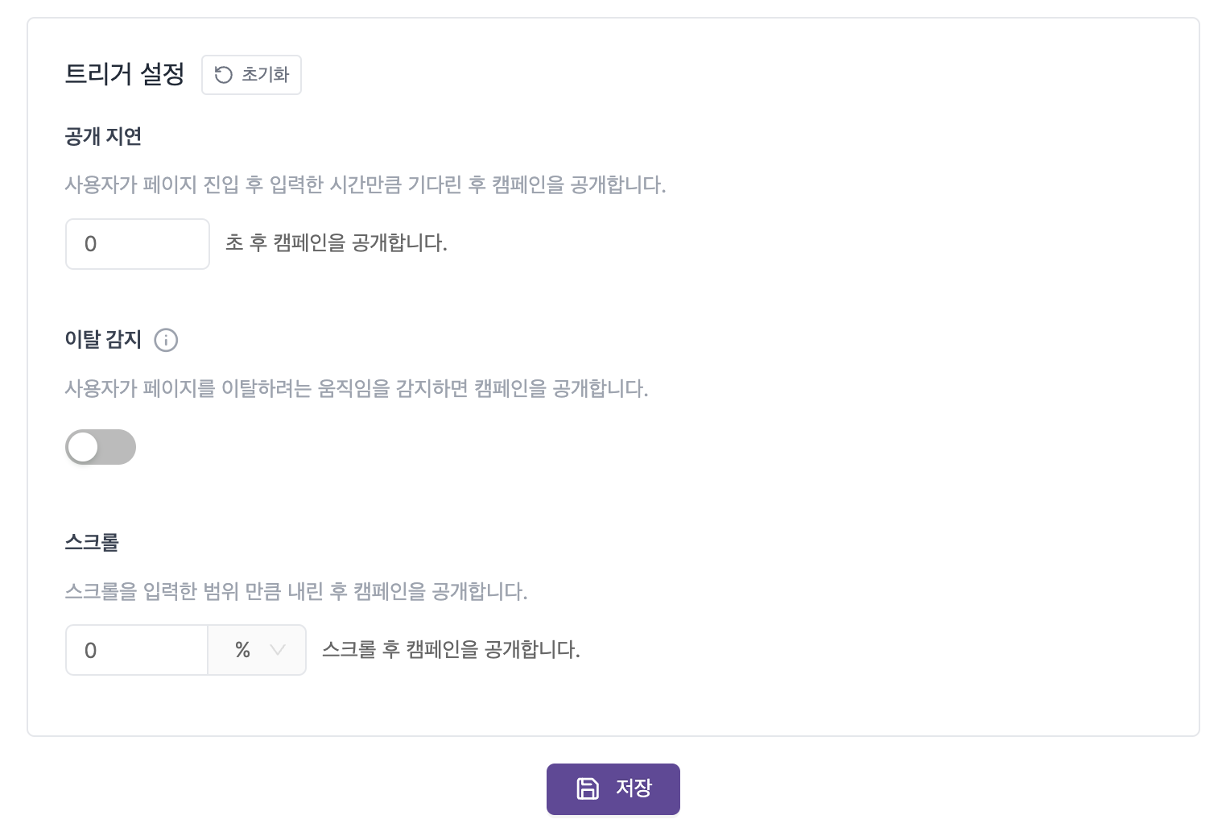 트리거 설정 초기화
공개 지연
사용자가 페이지 진입 후 입력한 시간만큼 기다린 후 캠페인을 공개합니다.
0 초 후 캠페인을 공개합니다.
이탈 감지
사용자가 페이지를 이탈하려는 움직임을 감지하면 캠페인을 공개합니다.
스크롤
스크롤을 입력한 범위 만큼 내린 후 캠페인을 공개합니다.
0 % 스크롤 후 캠페인을 공개합니다.
저장